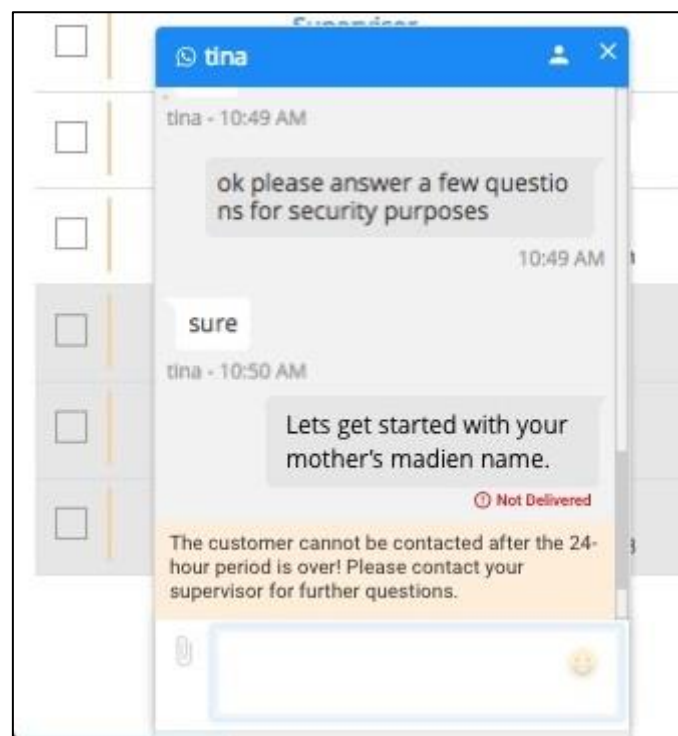 Supervisor
tina
tina - 10:49 AM
ok please answer a few questio
ns for security purposes
10:49 AM
sure
tina - 10:50 AM
Lets get started with your
mother's madien name.
Not Delivered
The customer cannot be contacted after the 24-
hour period is over! Please contact your
supervisor for further questions.